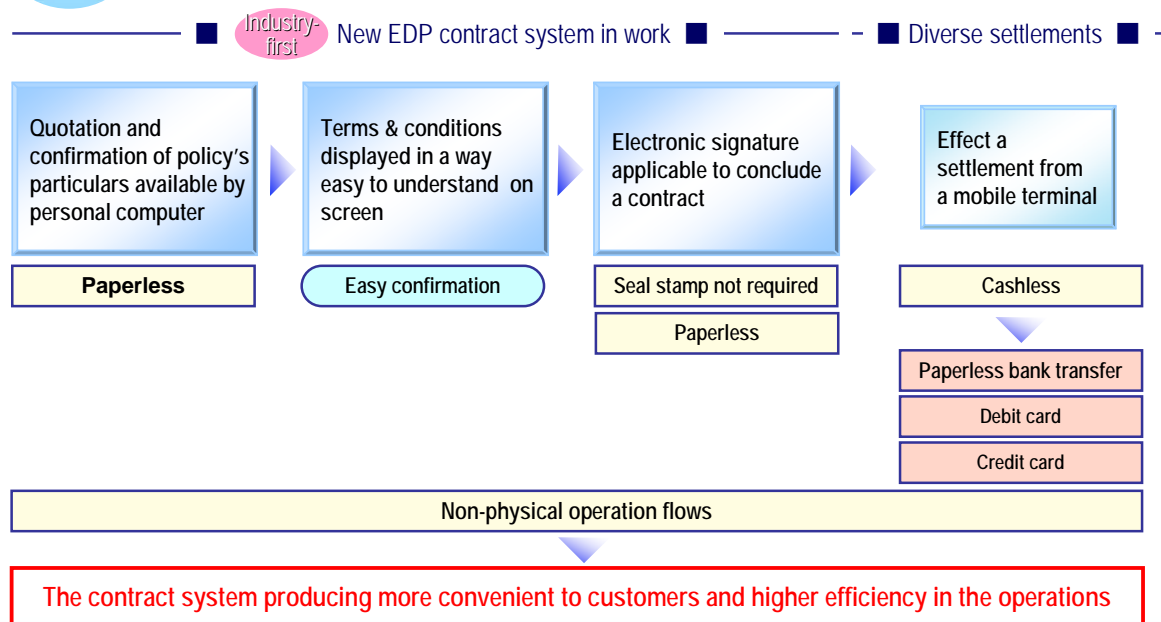 Industry-
first
New EDP contract system in work
Diverse settlements
Quotation and
confirmation of policy's
particulars available by
personal computer
Terms & conditions
displayed in a way
easy to understand on
screen
Electronic signature
applicable to conclude
a contract
Effect a
settlement from
a mobile terminal
Paperless
Easy confirmation
Seal stamp not required
Cashless
Paperless
Paperless bank transfer
Debit card
Credit card
Non-physical operation flows
The contract system producing more convenient to customers and higher efficiency in the operations